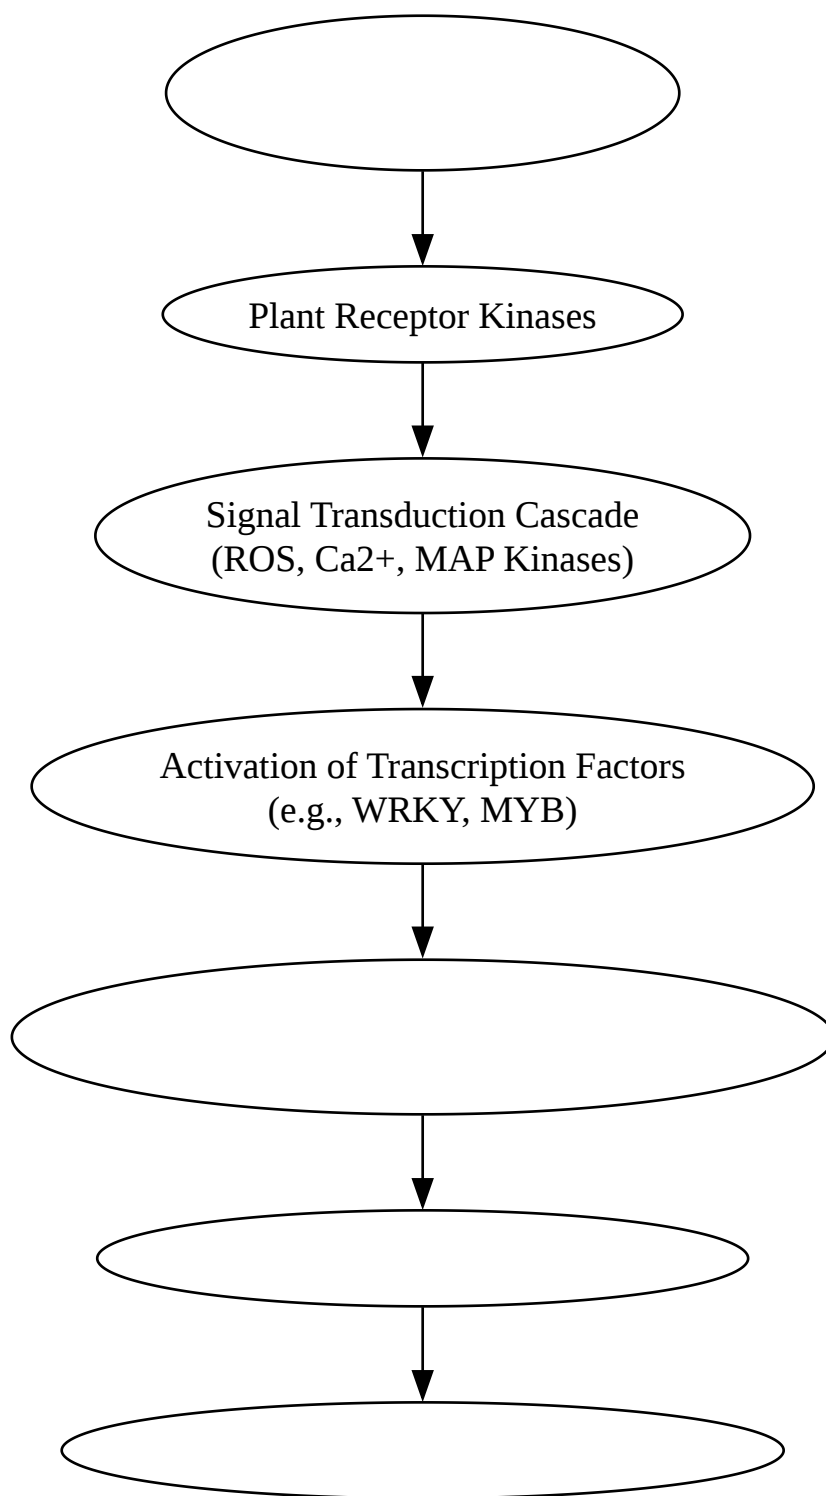 Plant Receptor Kinases
Signal Transduction Cascade
(ROS, Ca2+, MAP Kinases)
Activation of Transcription Factors
(e.g., WRKY, MYB)